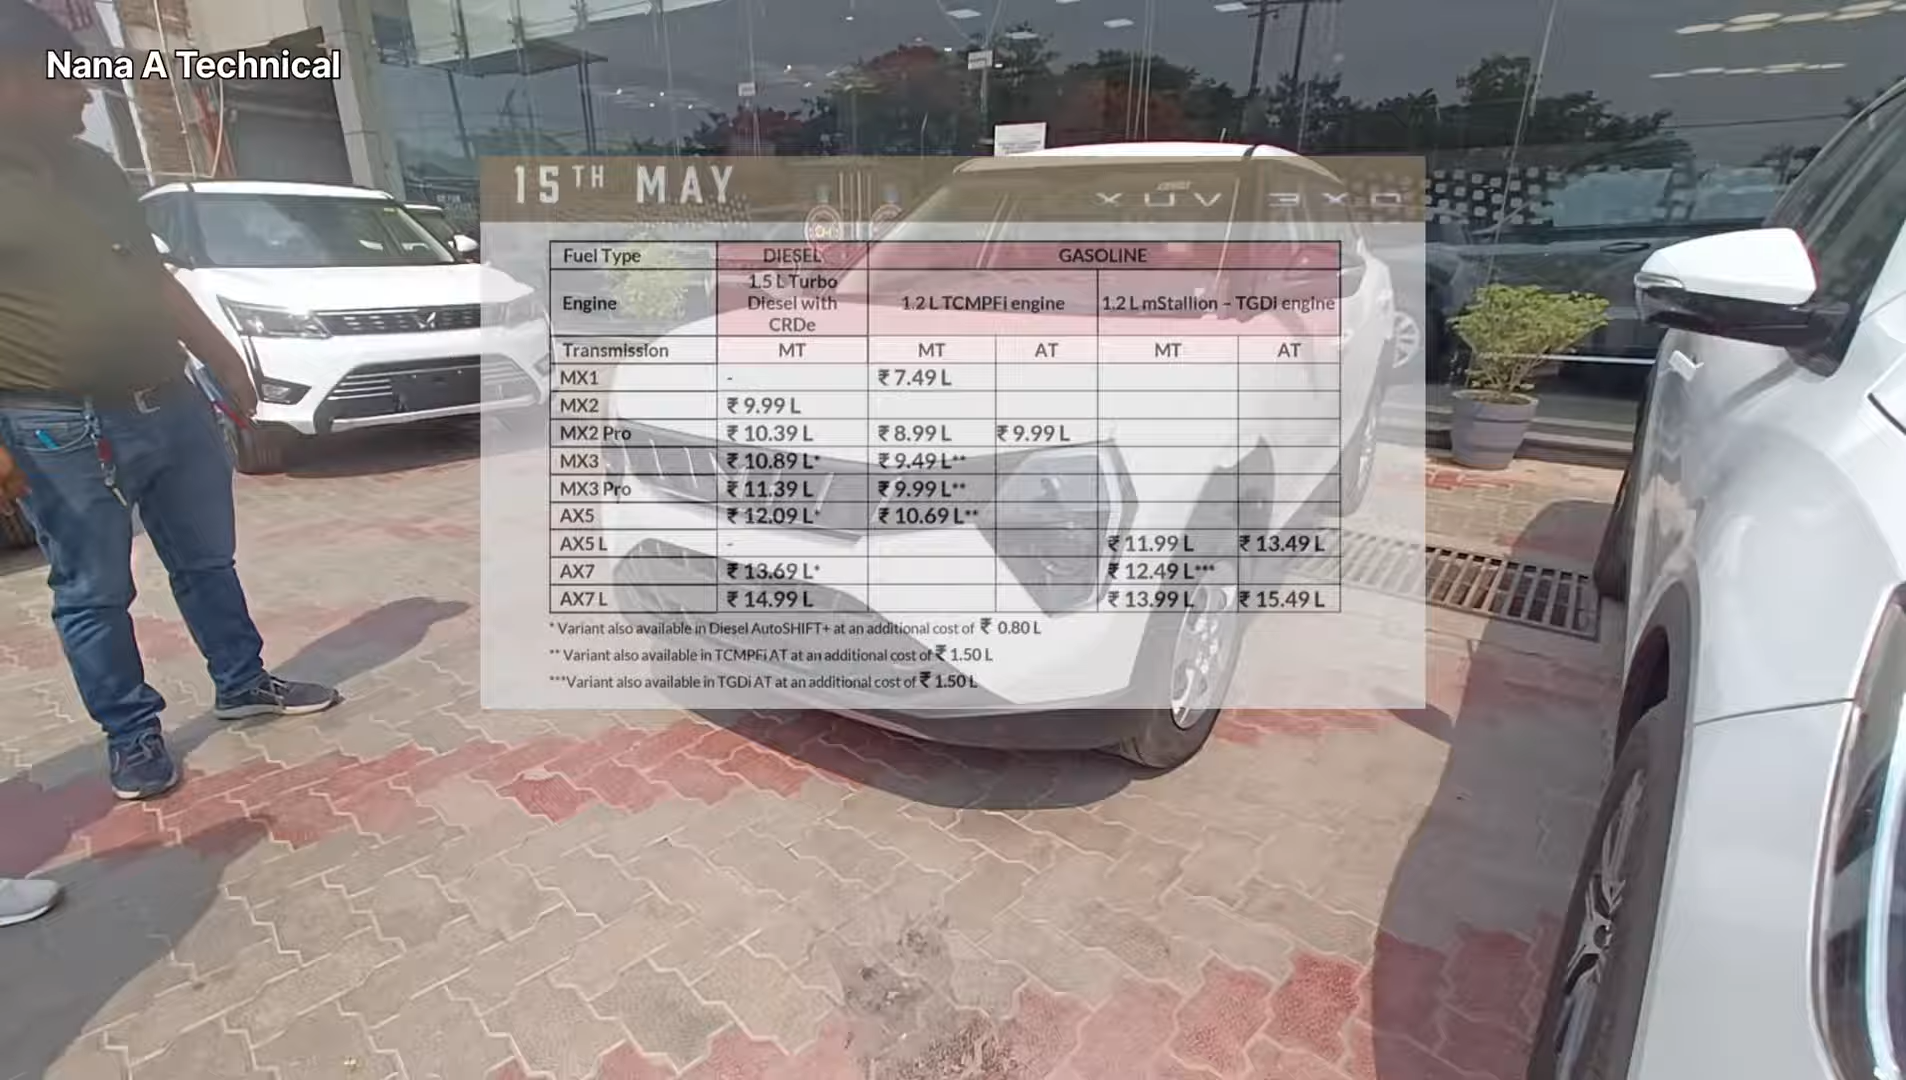 Nana A Technical
15TH MAY
XUV 3XO
Fuel Type DIESEL GASOLINE
Engine 1.5 L Turbo Diesel with CRDe 1.2 L TCMPFi engine 1.2 L mStallion – TGDi engine
Transmission MT MT AT MT AT
MX1 - ₹ 7.49 L
MX2 ₹ 9.99 L
MX2 Pro ₹ 10.39 L ₹ 8.99 L ₹ 9.99 L
MX3 ₹ 10.89 L* ₹ 9.49 L**
MX3 Pro ₹ 11.39 L ₹ 9.99 L**
AX5 ₹ 12.09 L* ₹ 10.69 L**
AX5 L - ₹ 11.99 L ₹ 13.49 L
AX7 ₹ 13.69 L* ₹ 12.49 L***
AX7 L ₹ 14.99 L ₹ 13.99 L ₹ 15.49 L
* Variant also available in Diesel AutoSHIFT+ at an additional cost of ₹ 0.80 L
** Variant also available in TCMPFi AT at an additional cost of ₹ 1.50 L
***Variant also available in TGDi AT at an additional cost of ₹ 1.50 L